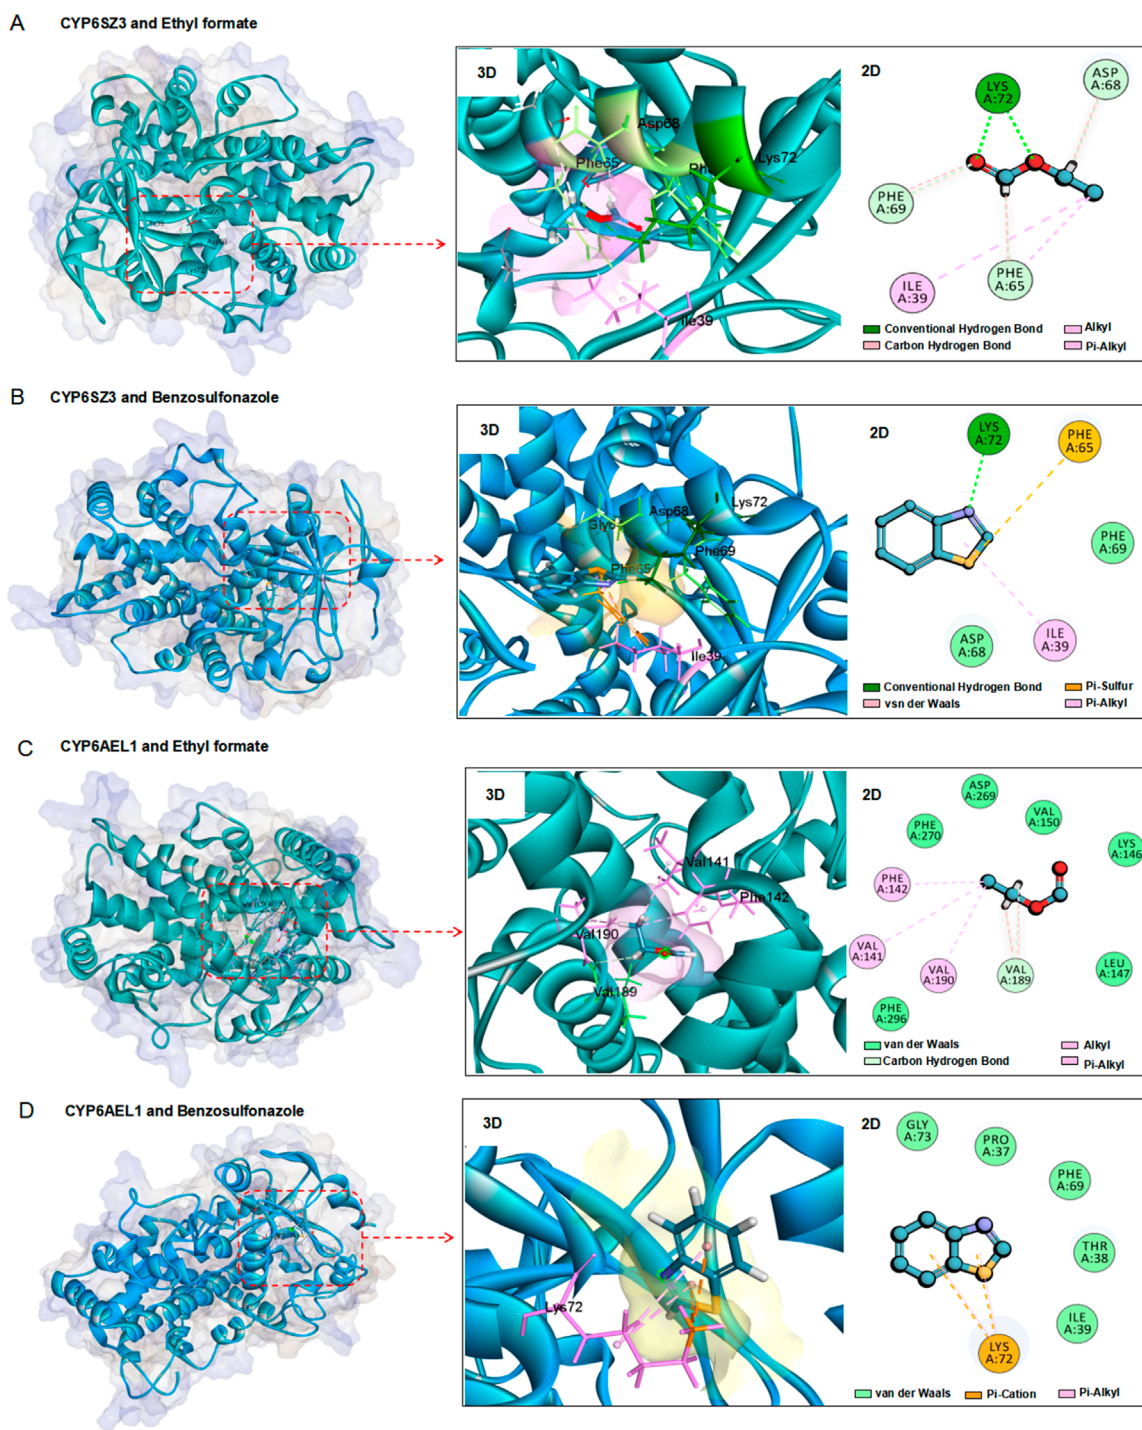 A
CYP6SZ3 and Ethyl formate
3D
Asp68
Phe65
Lys72
Ile39
2D
LYS
A:72
ASP
A:68
PHE
A:69
ILE
A:39
PHE
A:65
Conventional Hydrogen Bond
Alkyl
Carbon Hydrogen Bond
Pi-Alkyl
B
CYP6SZ3 and Benzosulfonazole
3D
Asp68
Lys72
Phe69
Phe65
Ile39
2D
LYS
A:72
PHE
A:65
PHE
A:69
ASP
A:68
ILE
A:39
Conventional Hydrogen Bond
Pi-Sulfur
vsn der Waals
Pi-Alkyl
C
CYP6AEL1 and Ethyl formate
3D
Val141
Phe142
Val190
Val189
2D
ASP
A:269
VAL
A:150
PHE
A:270
LYS
A:146
PHE
A:142
VAL
A:141
VAL
A:190
VAL
A:189
LEU
A:147
PHE
A:296
van der Waals
Alkyl
Carbon Hydrogen Bond
Pi-Alkyl
D
CYP6AEL1 and Benzosulfonazole
3D
Lys72
2D
GLY
A:73
PRO
A:37
PHE
A:69
THR
A:38
ILE
A:39
LYS
A:72
van der Waals
Pi-Cation
Pi-Alkyl